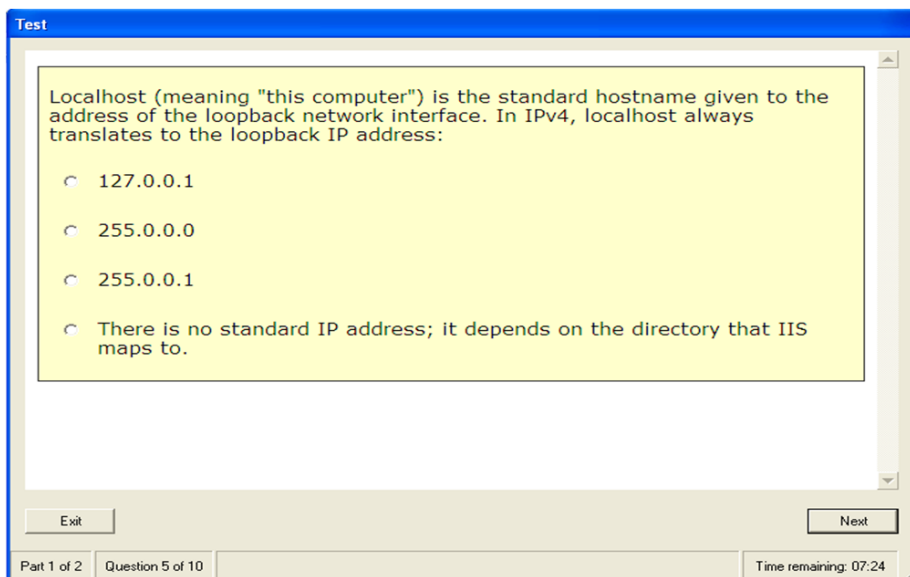 Test
Localhost (meaning "this computer") is the standard hostname given to the
address of the loopback network interface. In IPv4, localhost always
translates to the loopback IP address:
127.0.0.1
255.0.0.0
255.0.0.1
There is no standard IP address; it depends on the directory that IIS
maps to.
Exit
Next
Part 1 of 2
Question 5 of 10
Time remaining: 07:24